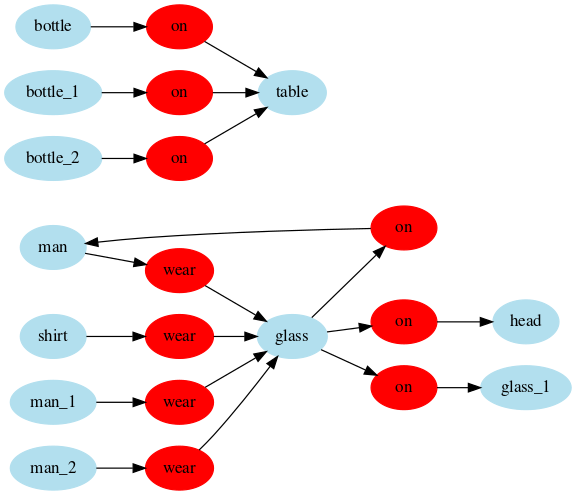 bottle on
bottle_1 on table
bottle_2 on
on
man
wear
shirt wear glass on head
man_1 wear on glass_1
man_2 wear